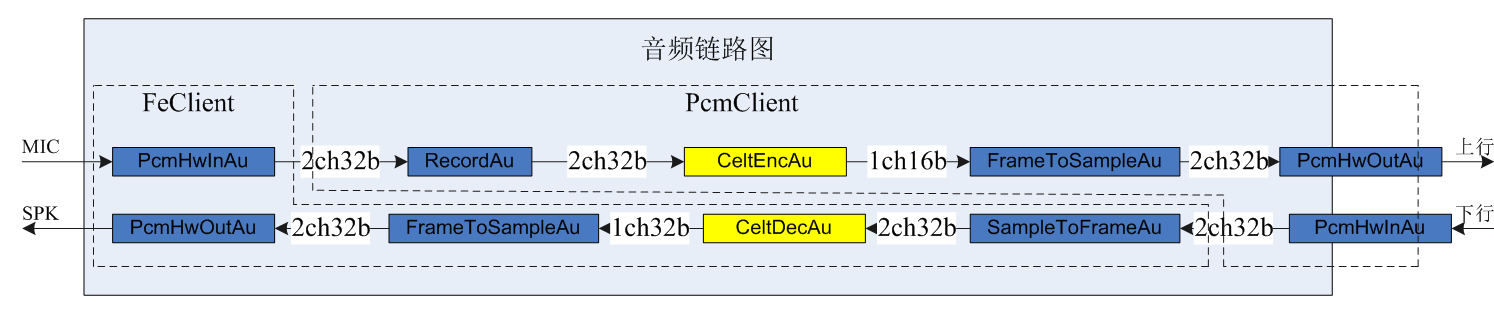 音频链路图
FeClient
PcmClient
MIC
PcmHwInAu
2ch32b
RecordAu
2ch32b
CeltEncAu
1ch16b
FrameToSampleAu
2ch32b
PcmHwOutAu
上行
SPK
PcmHwOutAu
2ch32b
FrameToSampleAu
1ch32b
CeltDecAu
2ch32b
SampleToFrameAu
2ch32b
PcmHwInAu
下行